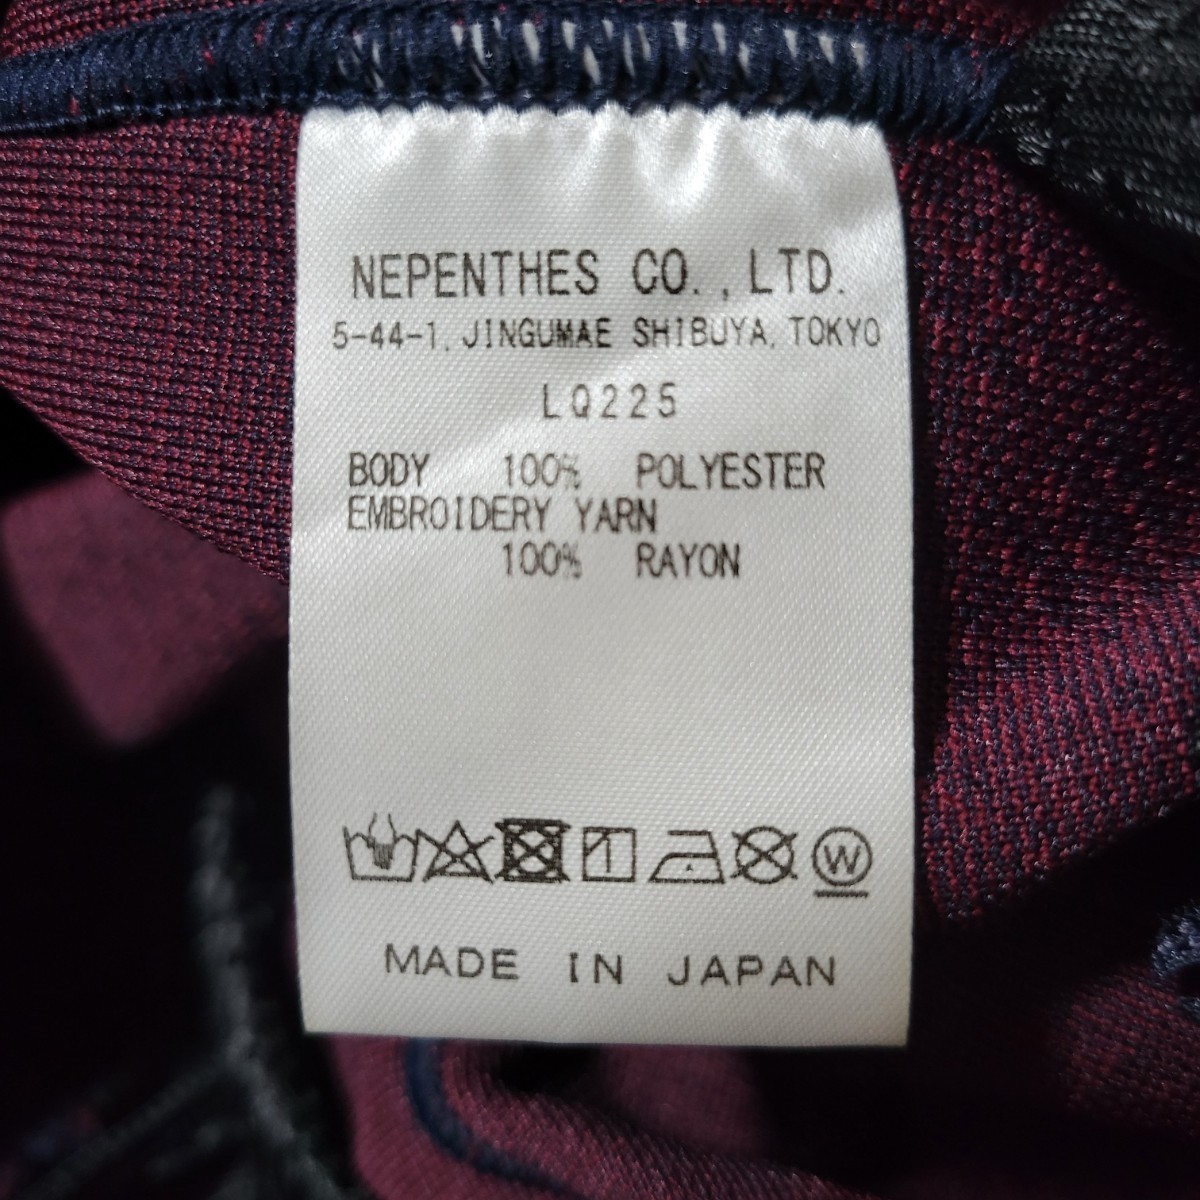 NEPENTHES CO., LTD.
5-44-1, JINGUMAE SHIBUYA, TOKYO
LQ225
BODY 100% POLYESTER
EMBROIDERY YARN
100% RAYON
W
MADE IN JAPAN